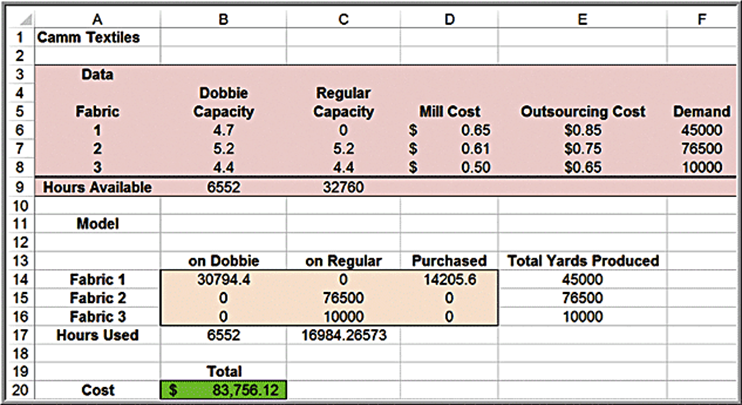 A B C D E F
1 Camm Textiles
2
3 Data
4 Dobbie Regular
5 Fabric Capacity Capacity Mill Cost Outsourcing Cost Demand
6 1 4.7 0 $ 0.65 $0.85 45000
7 2 5.2 5.2 $ 0.61 $0.75 76500
8 3 4.4 4.4 $ 0.50 $0.65 10000
9 Hours Available 6552 32760
10
11 Model
12
13 on Dobbie on Regular Purchased Total Yards Produced
14 Fabric 1 30794.4 0 14205.6 45000
15 Fabric 2 0 76500 0 76500
16 Fabric 3 0 10000 0 10000
17 Hours Used 6552 16984.26573
18
19 Total
20 Cost $ 83,756.12